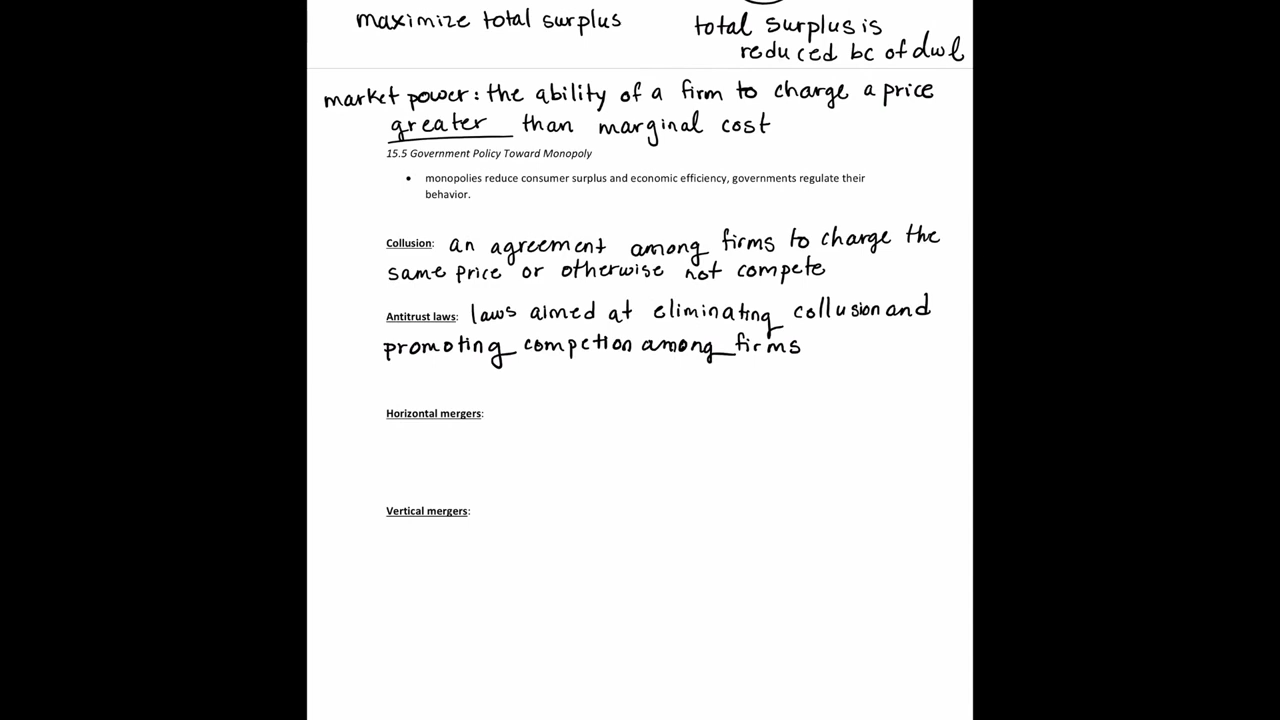 maximize total surplus
total surplus is
reduced bc of dwl
market power: the ability of a firm to charge a price
greater than marginal cost
15.5 Government Policy Toward Monopoly
• monopolies reduce consumer surplus and economic efficiency, governments regulate their
behavior.
Collusion: an agreement among firms to charge the
same price or otherwise not compete
Antitrust laws: laws aimed at eliminating collusion and
promoting competion among firms
Horizontal mergers:
Vertical mergers: